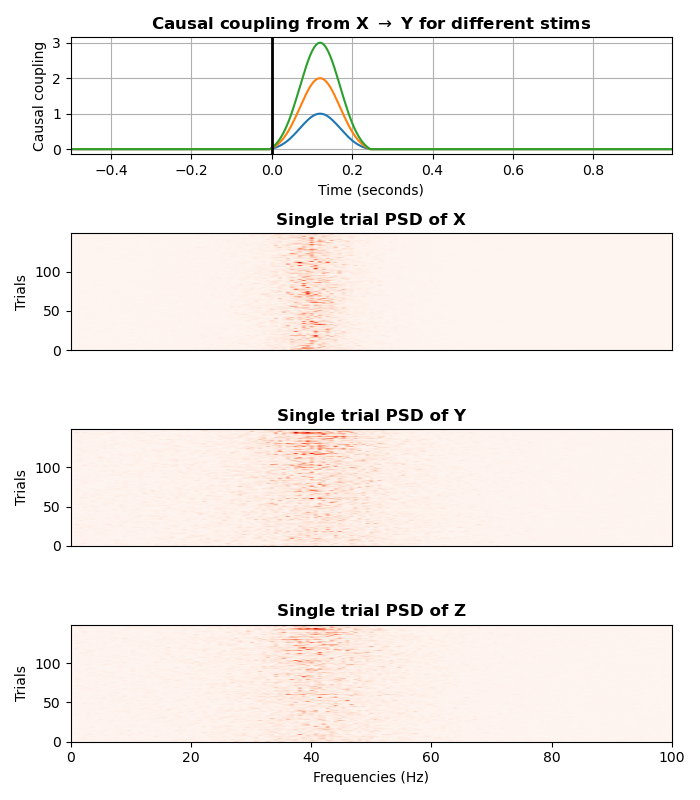 Causal coupling from X → Y for different stims
Causal coupling
3
2
1
0
−0.4 −0.2 0.0 0.2 0.4 0.6 0.8
Time (seconds)
Single trial PSD of X
Trials
100
50
0
Single trial PSD of Y
Trials
100
50
0
Single trial PSD of Z
Trials
100
50
0
0 20 40 60 80 100
Frequencies (Hz)